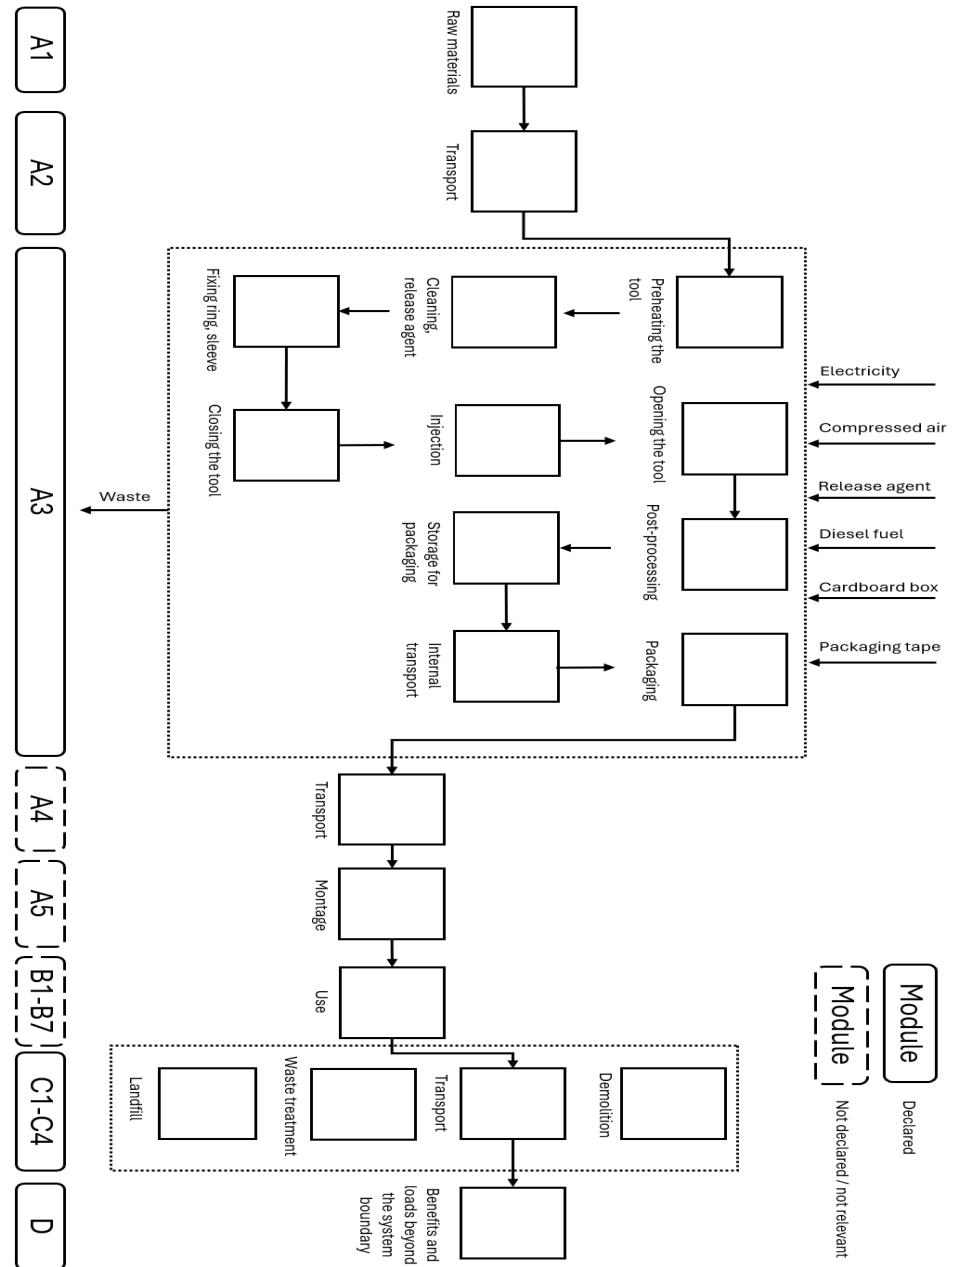 A1
A2
A3
A4
A5
B1-B7
C1-C4
D
Raw materials
Transport
Preheating the
tool
Cleaning,
release agent
Fixing ring, sleeve
Closing the tool
Injection
Opening the tool
Post-processing
Storage for
packaging
Internal
transport
Packaging
Electricity
Compressed air
Release agent
Diesel fuel
Cardboard box
Packaging tape
Waste
Transport
Montage
Use
Demolition
Transport
Waste treatment
Landfill
Benefits and
loads beyond
the system
boundary
Module
Declared
Module
Not declared / not relevant